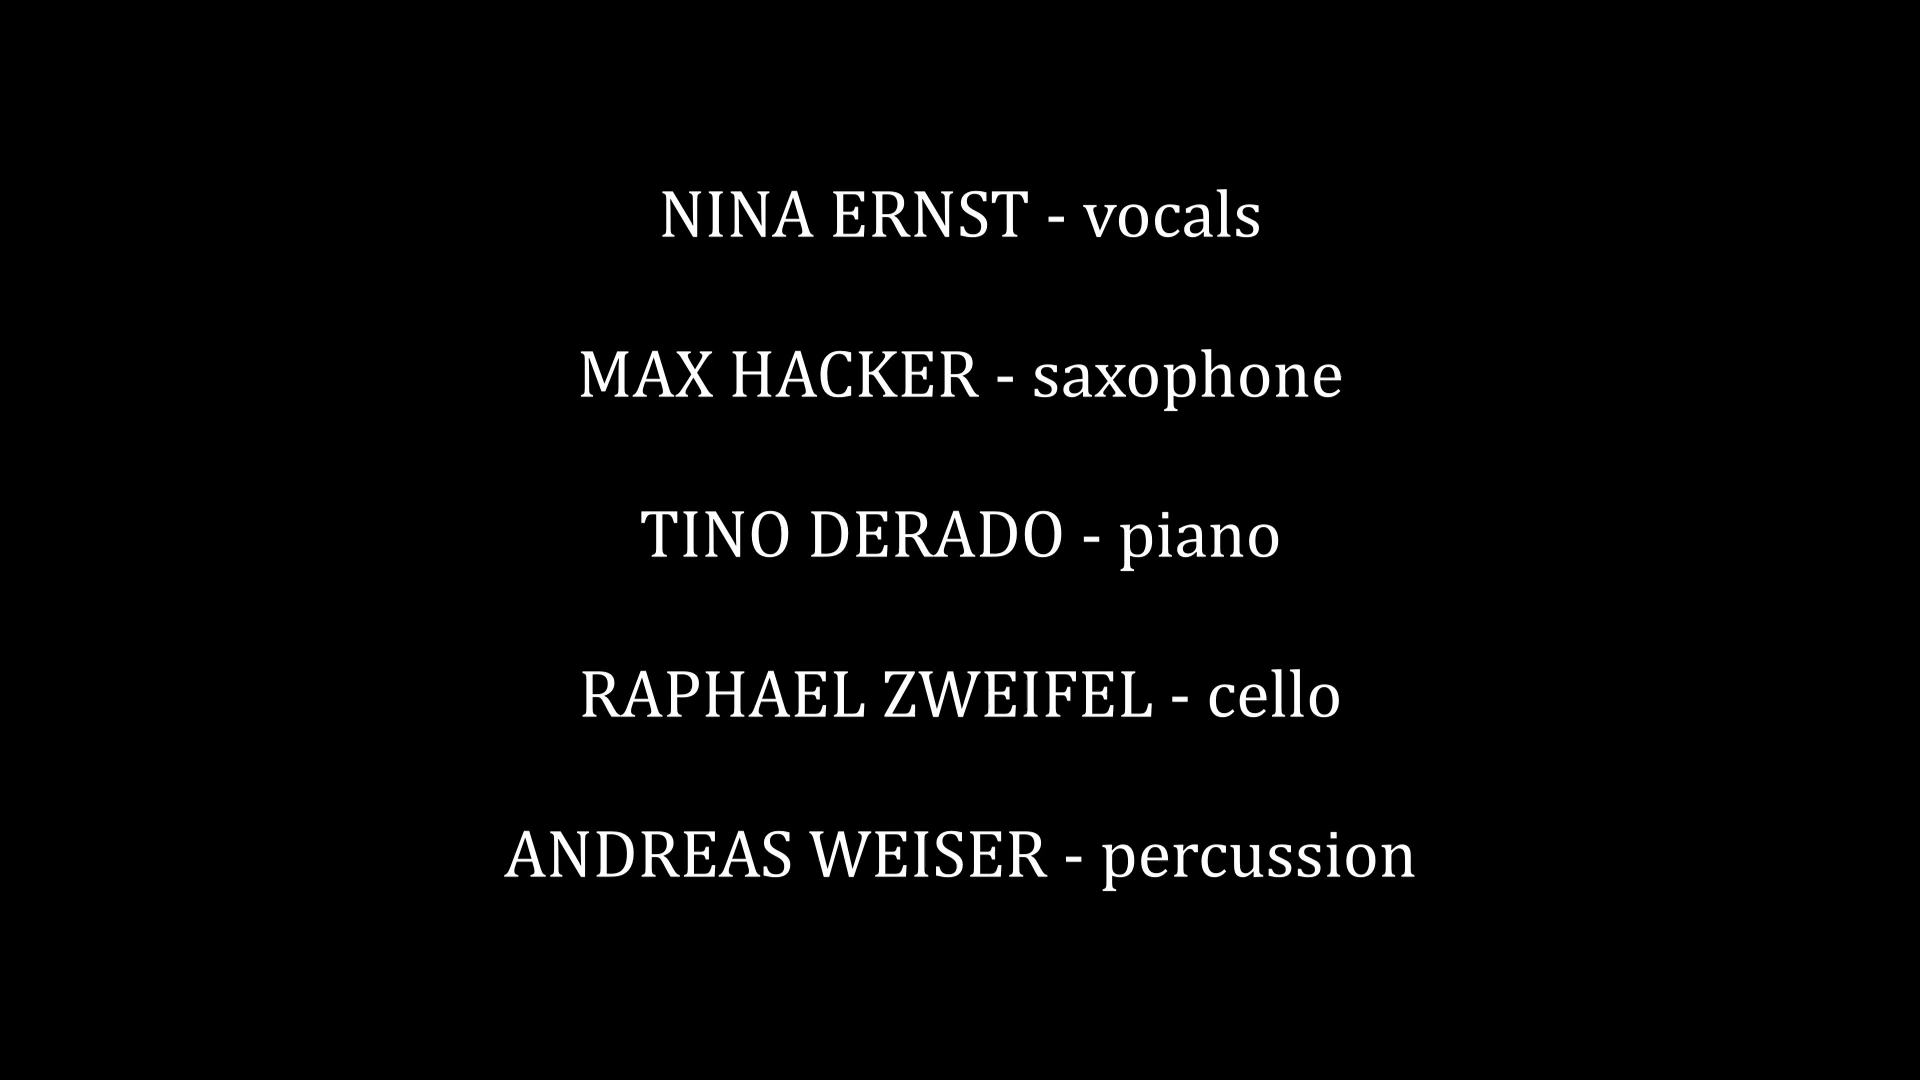 NINA ERNST - vocals
MAX HACKER - saxophone
TINO DERADO - piano
RAPHAEL ZWEIFEL - cello
ANDREAS WEISER - percussion